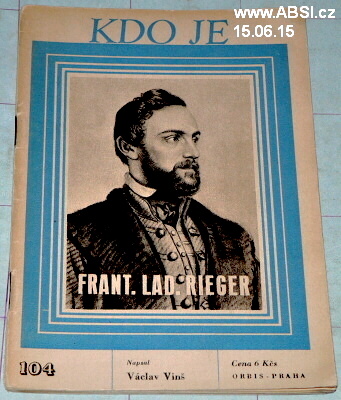 www.ABSI.cz
15.06.15
KDO JE
FRANT. LAD. RIEGER
104
Napsal
Václav Vinš
Cena 6 Kčs
ORBIS-PRAHA